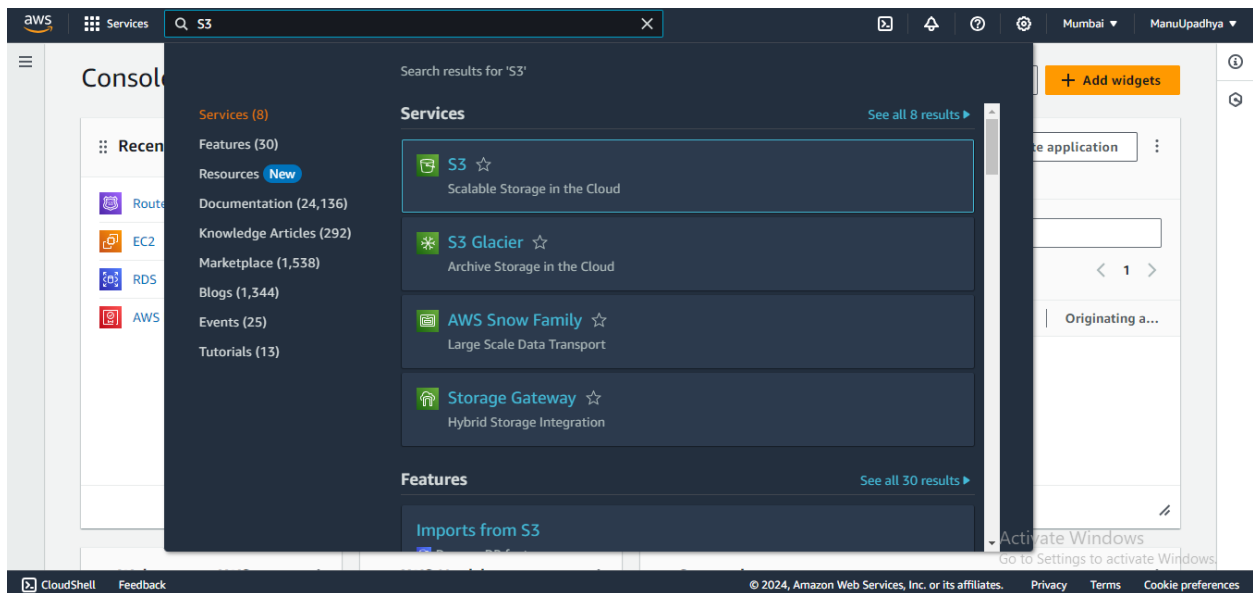 aws
Services
S3
Mumbai
ManuUpadhya
Consol
Add widgets
Search results for 'S3'
Services (8)
Features (30)
Resources New
Documentation (24,136)
Knowledge Articles (292)
Marketplace (1,538)
Blogs (1,344)
Events (25)
Tutorials (13)
Services
See all 8 results
S3
Scalable Storage in the Cloud
S3 Glacier
Archive Storage in the Cloud
AWS Snow Family
Large Scale Data Transport
Storage Gateway
Hybrid Storage Integration
Features
See all 30 results
Imports from S3
Recen
Route
EC2
RDS
AWS
te application
1
Originating a...
Activate Windows
Go to Settings to activate Windows.
CloudShell
Feedback
© 2024, Amazon Web Services, Inc. or its affiliates.
Privacy
Terms
Cookie preferences